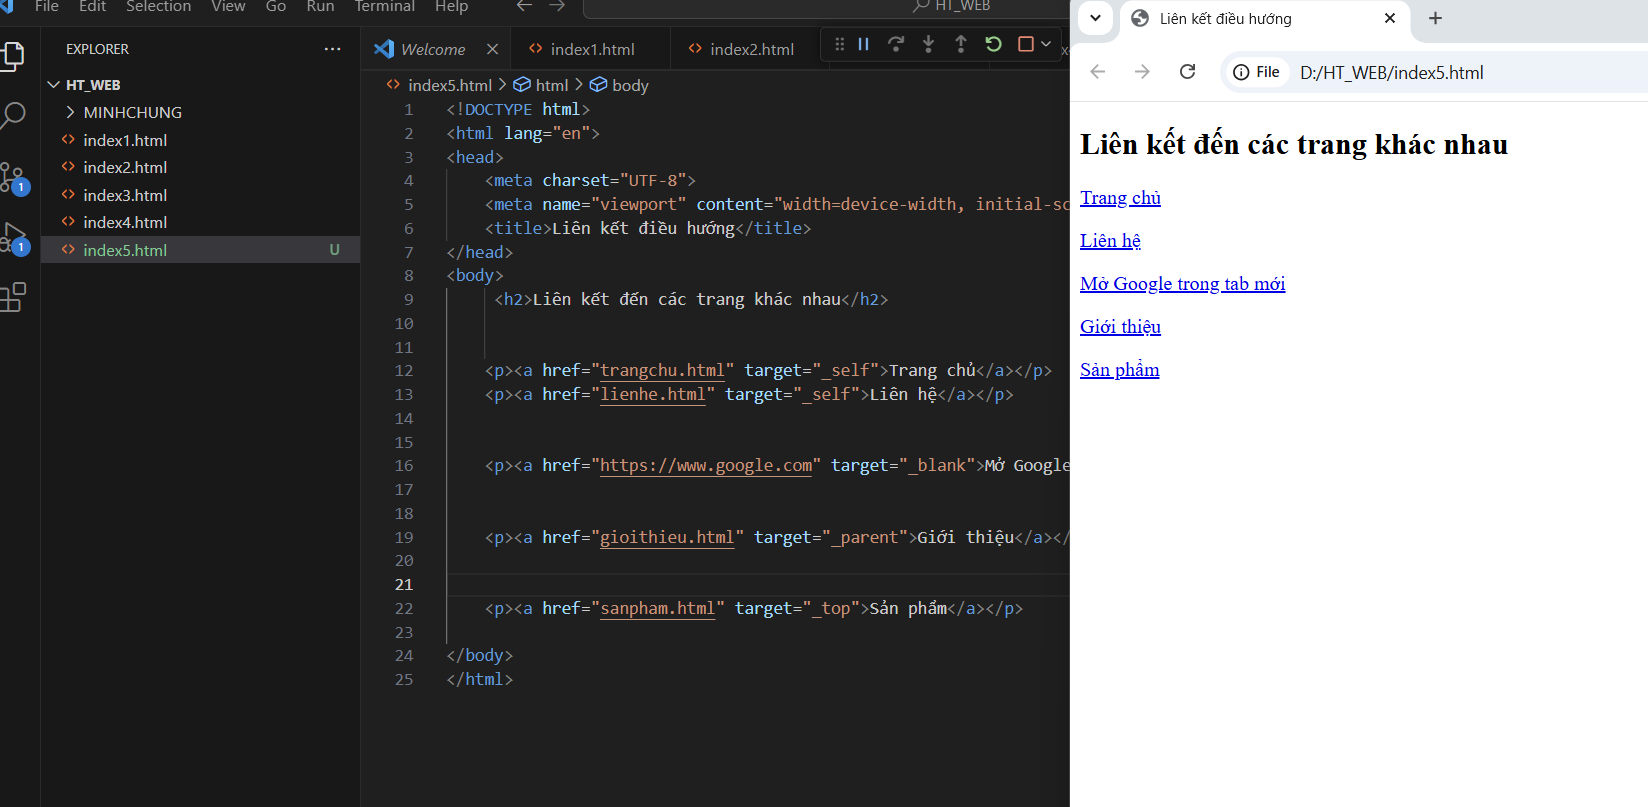 File Edit Selection View Go Run Terminal Help
HT_WEB
EXPLORER
HT_WEB
MINHCHUNG
index1.html
index2.html
index3.html
index4.html
index5.html U
1
1
Welcome
index1.html
index2.html
index5.html > html > body
1 <!DOCTYPE html>
2 <html lang="en">
3 <head>
4 <meta charset="UTF-8">
5 <meta name="viewport" content="width=device-width, initial-sc
6 <title>Liên kết điều hướng</title>
7 </head>
8 <body>
9 <h2>Liên kết đến các trang khác nhau</h2>
10
11
12 <p><a href="trangchu.html" target="_self">Trang chủ</a></p>
13 <p><a href="lienhe.html" target="_self">Liên hệ</a></p>
14
15
16 <p><a href="https://www.google.com" target="_blank">Mở Google
17
18
19 <p><a href="gioithieu.html" target="_parent">Giới thiệu</a></
20
21
22 <p><a href="sanpham.html" target="_top">Sản phẩm</a></p>
23
24 </body>
25 </html>
Liên kết điều hướng
File D:/HT_WEB/index5.html
Liên kết đến các trang khác nhau
Trang chủ
Liên hệ
Mở Google trong tab mới
Giới thiệu
Sản phẩm